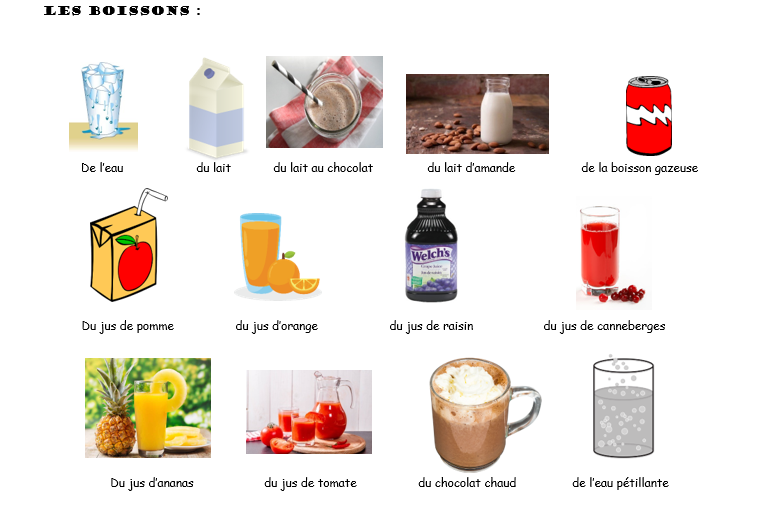 LES BOISSONS :
De l'eau du lait du lait au chocolat du lait d'amande de la boisson gazeuse
Welch's
Du jus de pomme du jus d'orange du jus de raisin du jus de canneberges
Du jus d'ananas du jus de tomate du chocolat chaud de l'eau pétillante